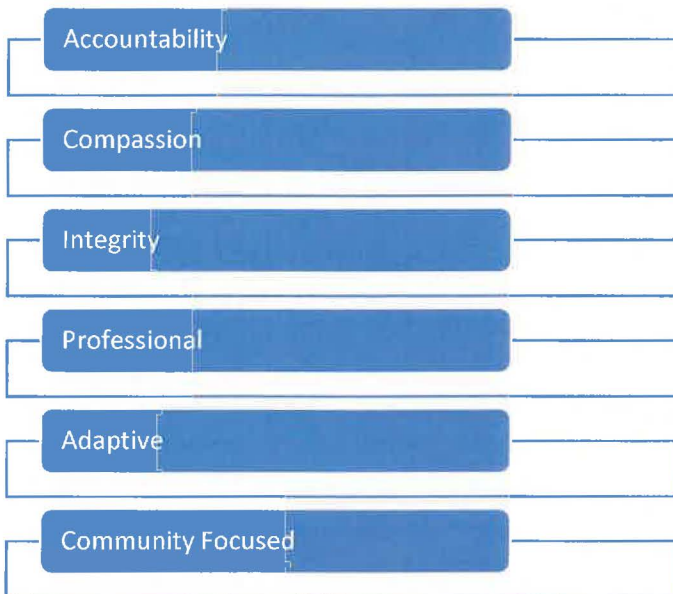 Accountability
Compassion
Integrity
Professional
Adaptive
Community Focused